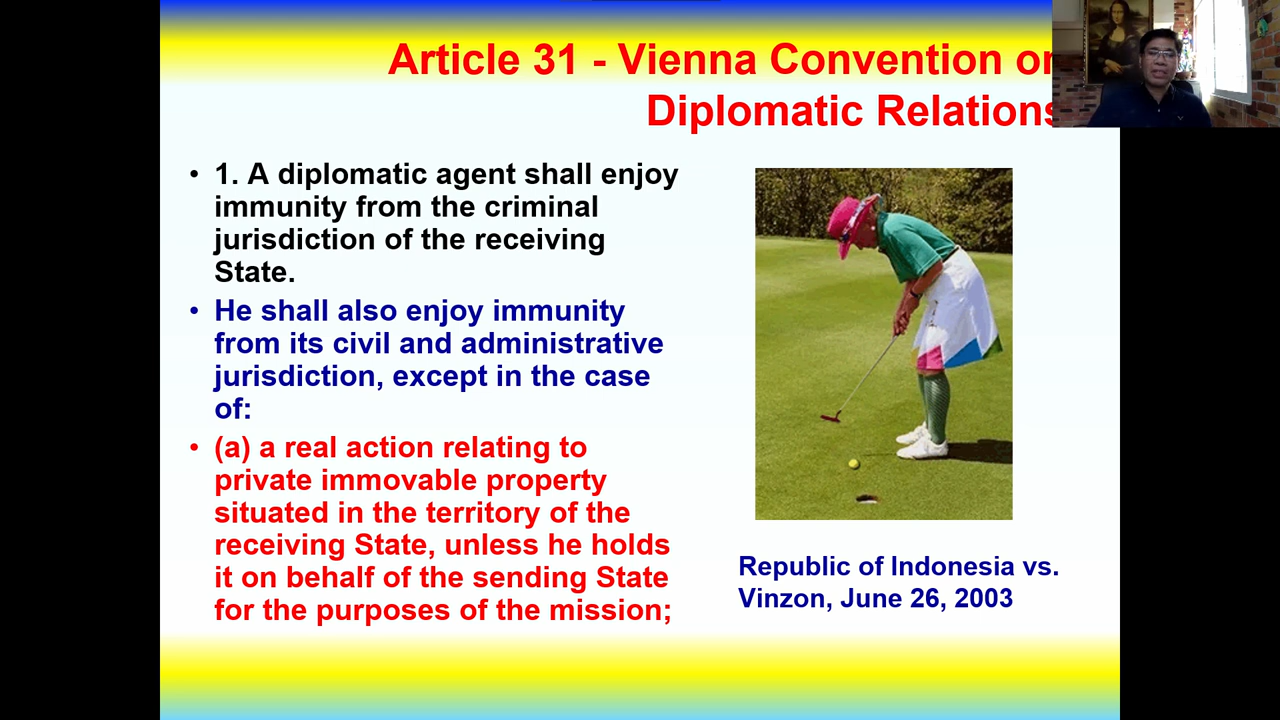 Article 31 - Vienna Convention on
Diplomatic Relations
• 1. A diplomatic agent shall enjoy
immunity from the criminal
jurisdiction of the receiving
State.
• He shall also enjoy immunity
from its civil and administrative
jurisdiction, except in the case
of:
• (a) a real action relating to
private immovable property
situated in the territory of the
receiving State, unless he holds
it on behalf of the sending State
for the purposes of the mission;
Republic of Indonesia vs.
Vinzon, June 26, 2003